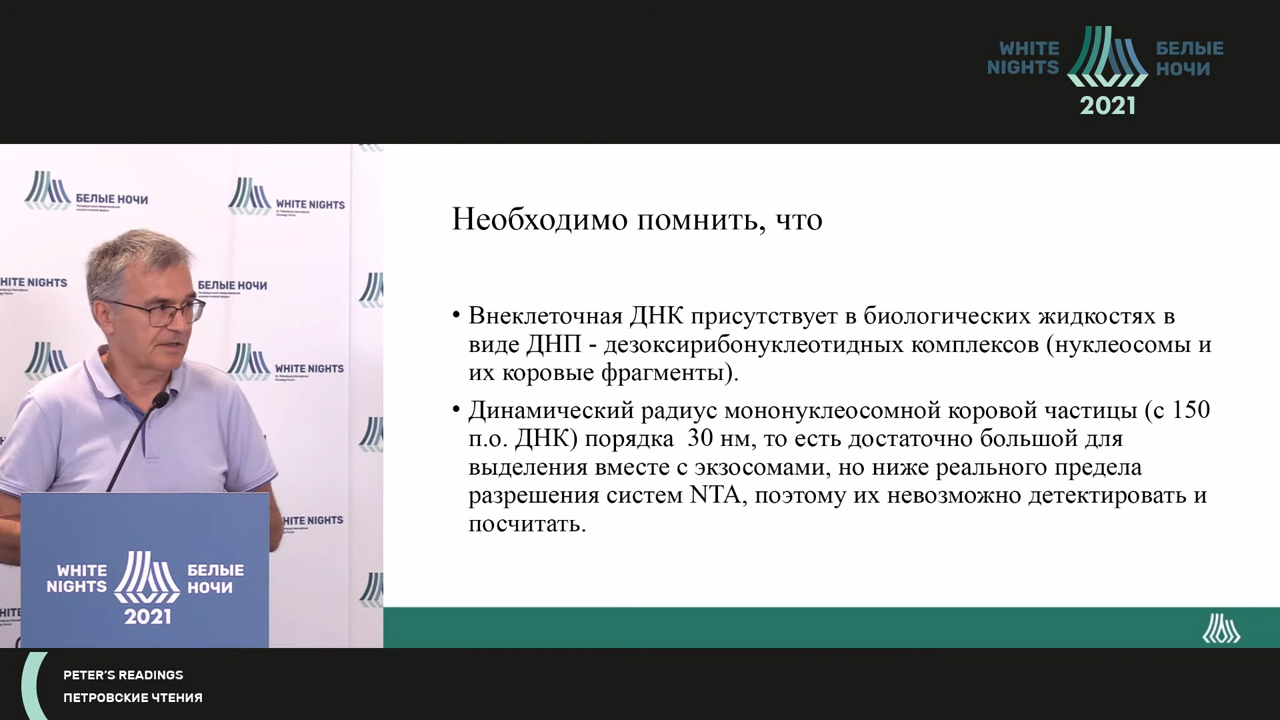 WHITE NIGHTS
БЕЛЫЕ НОЧИ
2021
БЕЛЫЕ НОЧИ
WHITE NIGHTS
HITE NIGHTS
БЕЛЫЕ НОЧИ
WHITE NIGHTS
HITE NIGHTS
WHITE NIGHTS
БЕЛЫЕ НОЧИ
2021
Необходимо помнить, что
• Внеклеточная ДНК присутствует в биологических жидкостях в
виде ДНП - дезоксирибонуклеотидных комплексов (нуклеосомы и
их коровые фрагменты).
• Динамический радиус мононуклеосомной коровой частицы (с 150
п.о. ДНК) порядка 30 нм, то есть достаточно большой для
выделения вместе с экзосомами, но ниже реального предела
разрешения систем NTA, поэтому их невозможно детектировать и
посчитать.
PETER'S READINGS
ПЕТРОВСКИЕ ЧТЕНИЯ